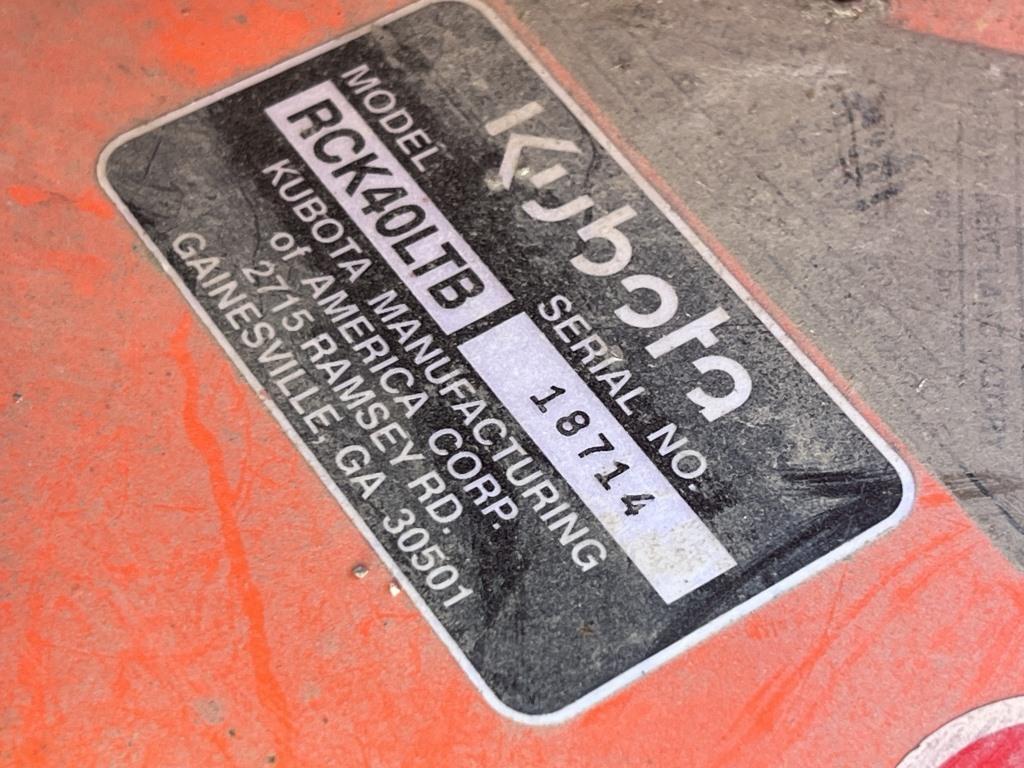 Kubota
MODEL
SERIAL NO.
RCK40LTB
18714
KUBOTA MANUFACTURING
of AMERICA CORP.
2715 RAMSEY RD.
GAINESVILLE, GA 30501